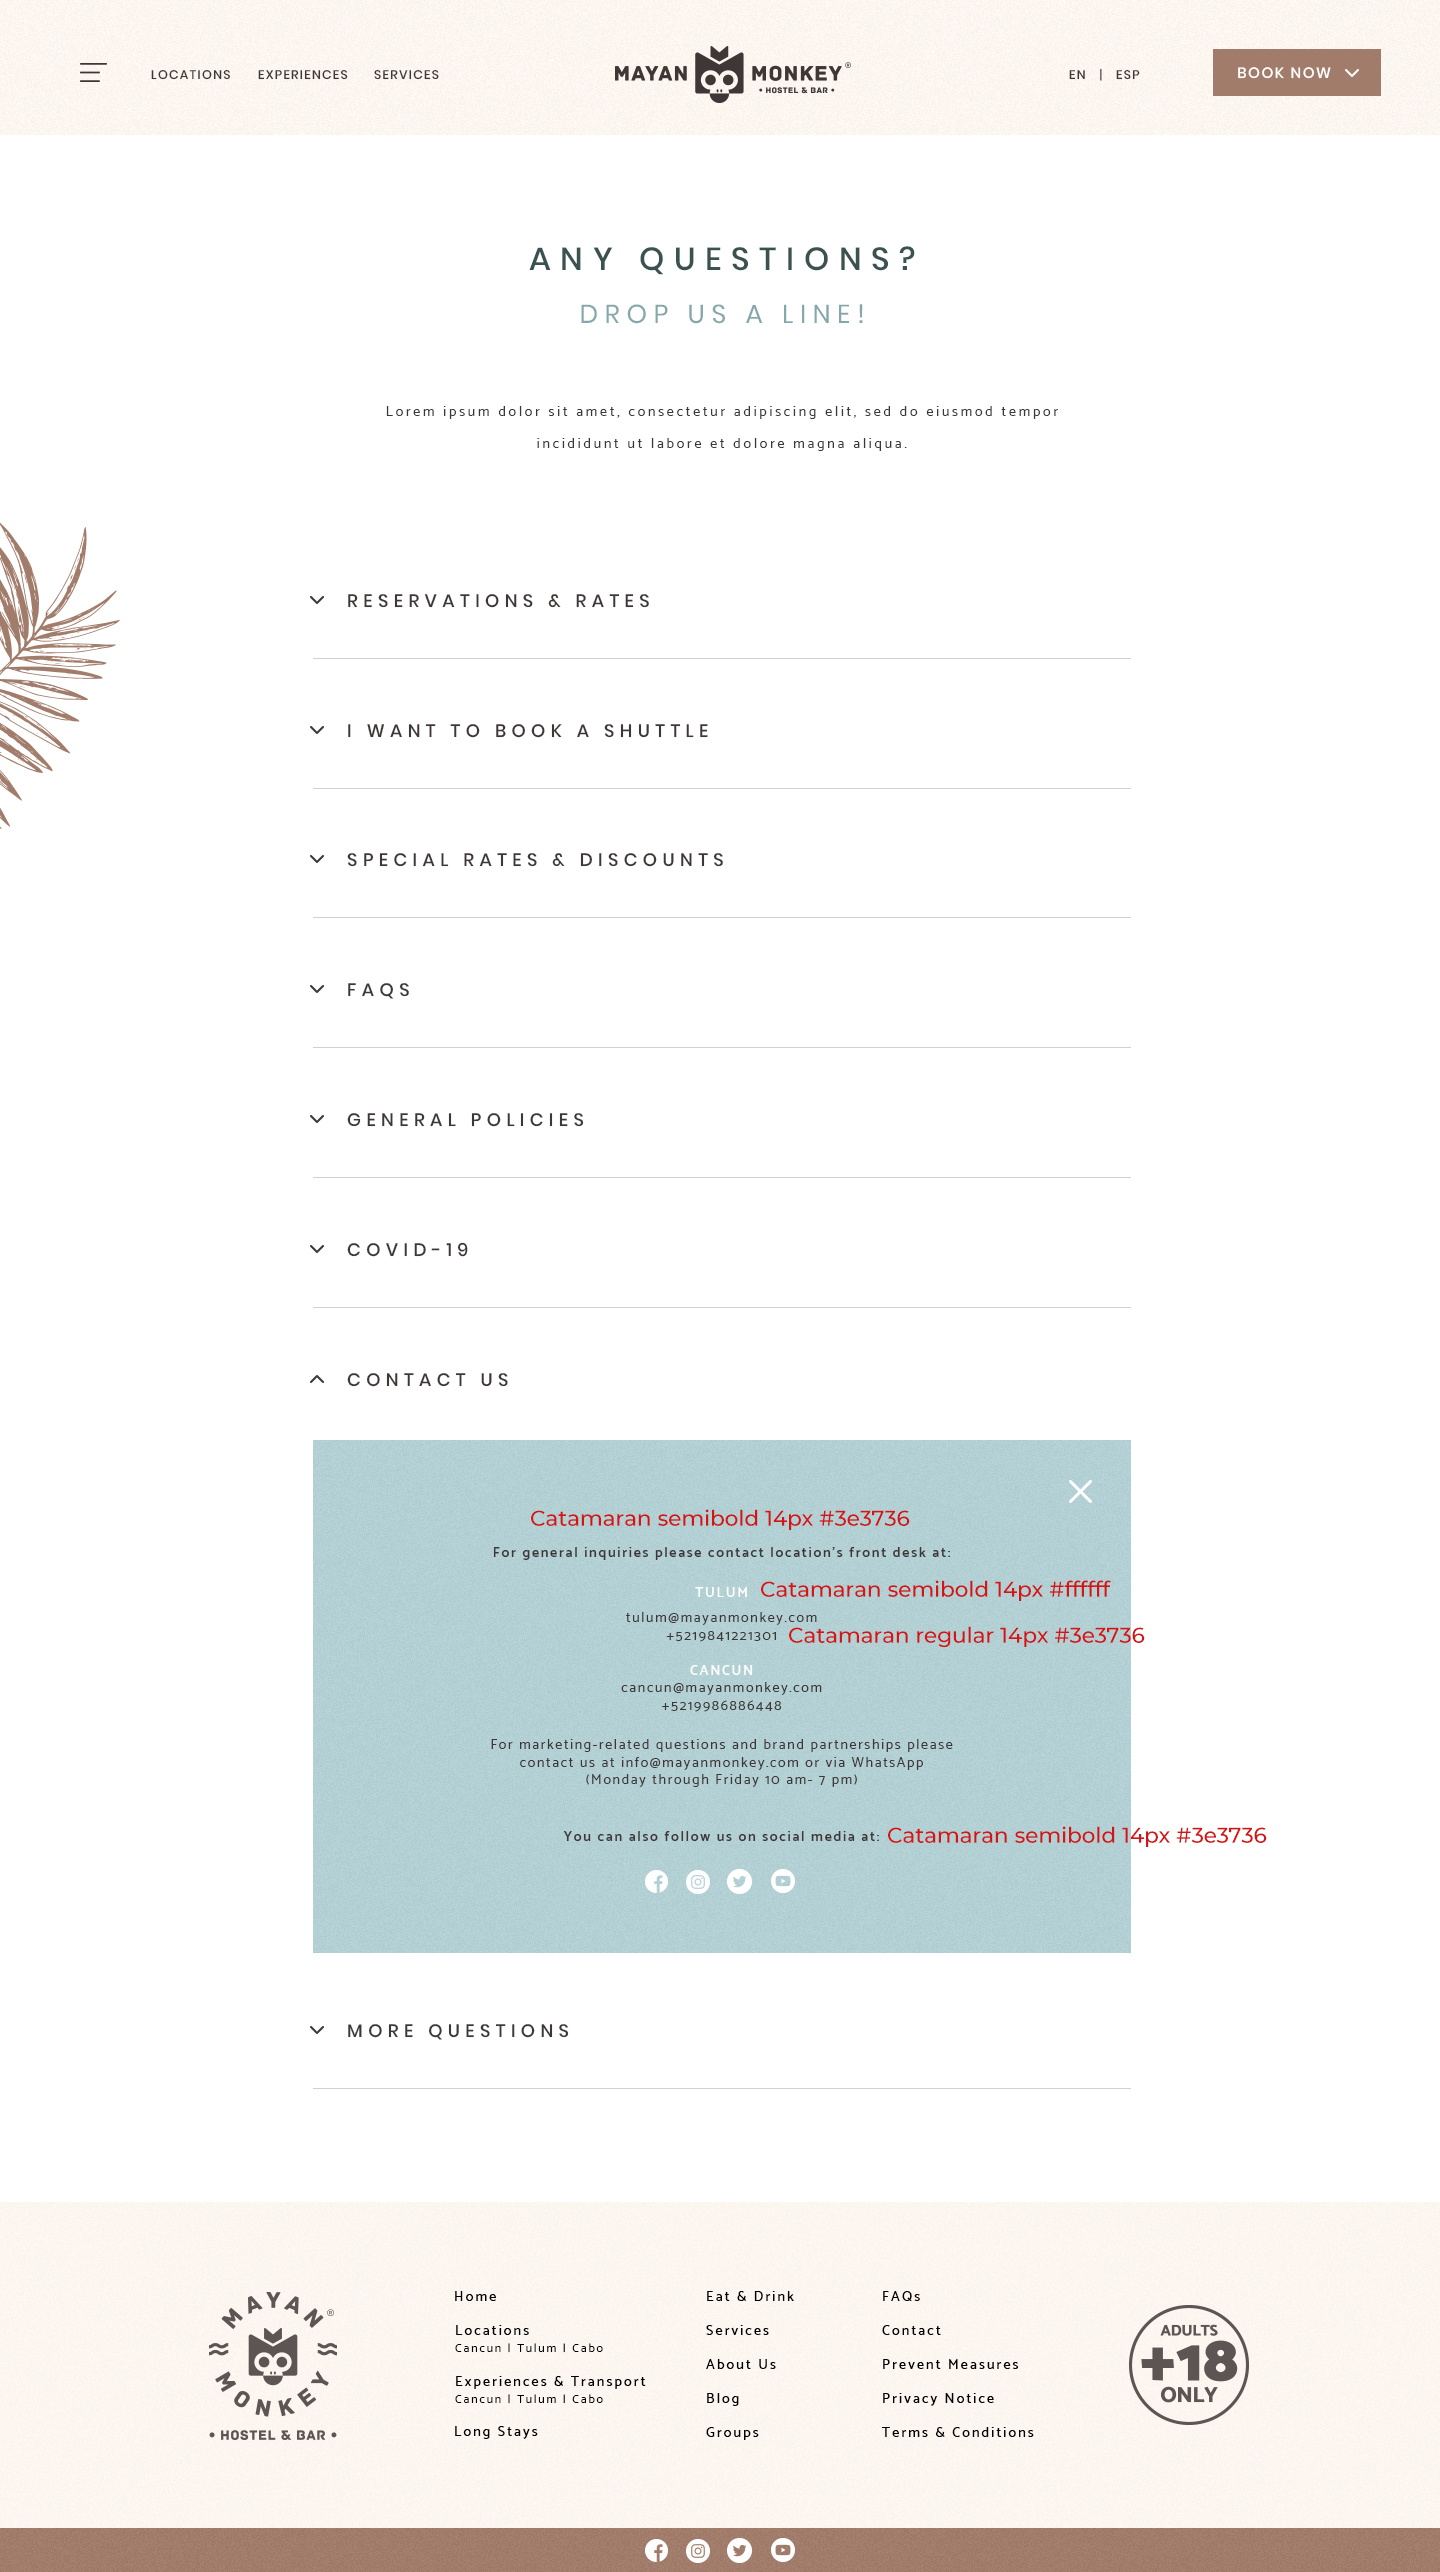 LOCATIONS EXPERIENCES SERVICES
MAYAN MONKEY®
• HOSTEL & BAR •
EN | ESP
BOOK NOW
ANY QUESTIONS?
DROP US A LINE!
Lorem ipsum dolor sit amet, consectetur adipiscing elit, sed do eiusmod tempor
incididunt ut labore et dolore magna aliqua.
RESERVATIONS & RATES
I WANT TO BOOK A SHUTTLE
SPECIAL RATES & DISCOUNTS
FAQS
GENERAL POLICIES
COVID-19
CONTACT US
Catamaran semibold 14px #3e3736
For general inquiries please contact location's front desk at:
TULUM Catamaran semibold 14px #ffffff
tulum@mayanmonkey.com
+5219841221301 Catamaran regular 14px #3e3736
CANCUN
cancun@mayanmonkey.com
+5219986886448
For marketing-related questions and brand partnerships please
contact us at info@mayanmonkey.com or via WhatsApp
(Monday through Friday 10 am- 7 pm)
You can also follow us on social media at: Catamaran semibold 14px #3e3736
MORE QUESTIONS
MAYAN®
MONKEY
• HOSTEL & BAR •
Home
Locations
Cancun | Tulum | Cabo
Experiences & Transport
Cancun | Tulum | Cabo
Long Stays
Eat & Drink
Services
About Us
Blog
Groups
FAQs
Contact
Prevent Measures
Privacy Notice
Terms & Conditions
ADULTS
+18
ONLY